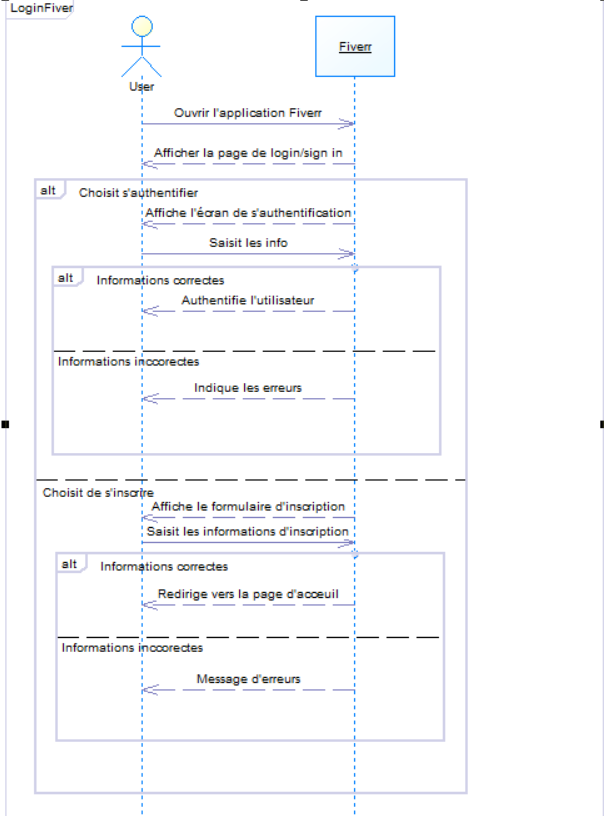 LoginFiver
Fiverr
User
Ouvrir l'application Fiverr
Afficher la page de login/sign in
alt
Choisit s'authentifier
Affiche l'écran de s'authentification
Saisit les info
alt
Informations correctes
Authentifie l'utilisateur
Informations inccorectes
Indique les erreurs
Choisit de s'inscrire
Affiche le formulaire d'inscription
Saisit les informations d'inscription
alt
Informations correctes
Redirige vers la page d'acceuil
Informations inccorectes
Message d'erreurs